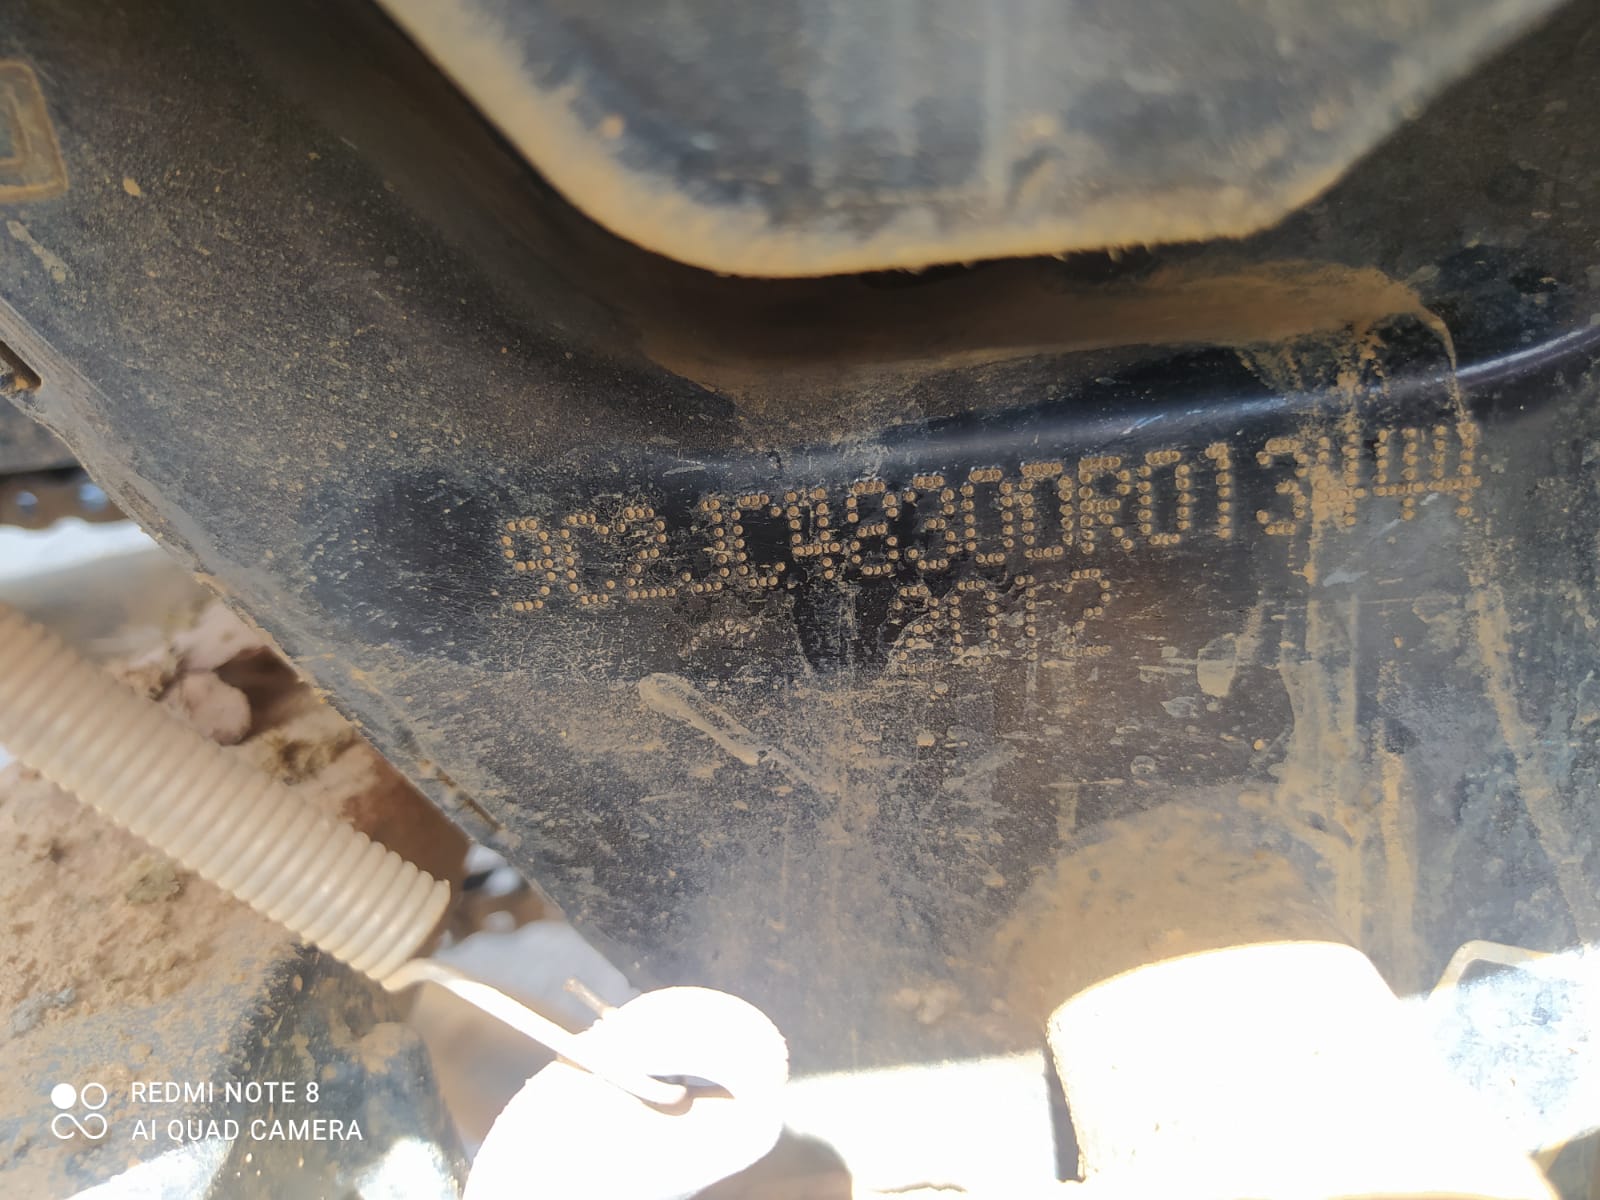 9C2JC4830DR013444
2012
REDMI NOTE 8
AI QUAD CAMERA